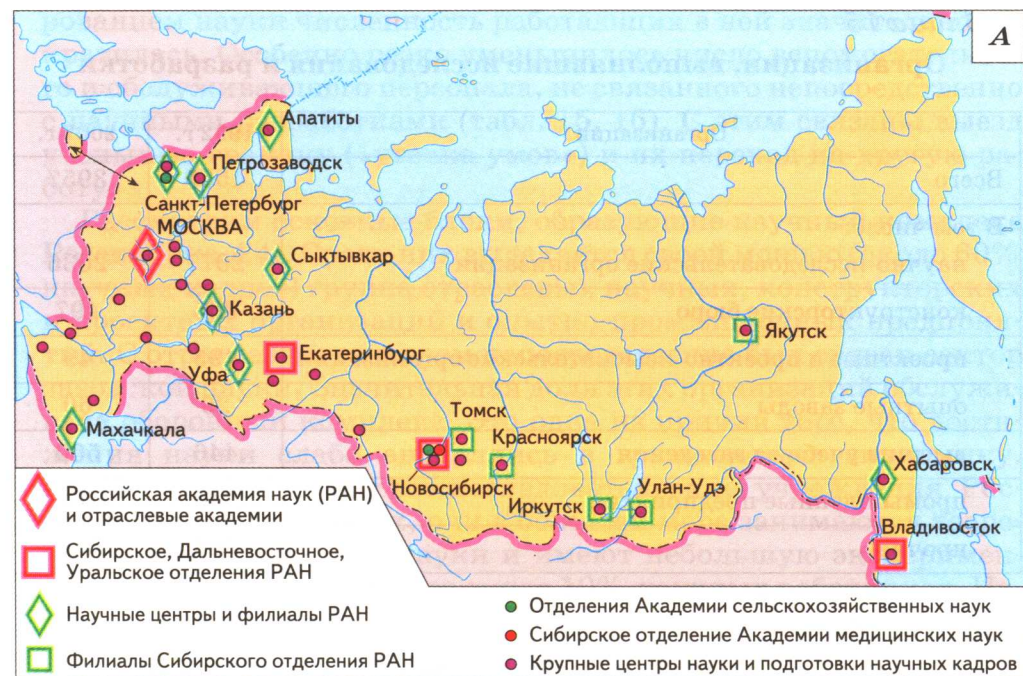 А
Апатиты
Петрозаводск
Санкт-Петербург
МОСКВА
Сыктывкар
Казань
Якутск
Екатеринбург
Уфа
Томск
Махачкала
Красноярск
Хабаровск
Новосибирск
Улан-Удэ
Иркутск
Владивосток
Российская академия наук (РАН)
и отраслевые академии
Сибирское, Дальневосточное,
Уральское отделения РАН
Научные центры и филиалы РАН
Филиалы Сибирского отделения РАН
Отделения Академии сельскохозяйственных наук
Сибирское отделение Академии медицинских наук
Крупные центры науки и подготовки научных кадров